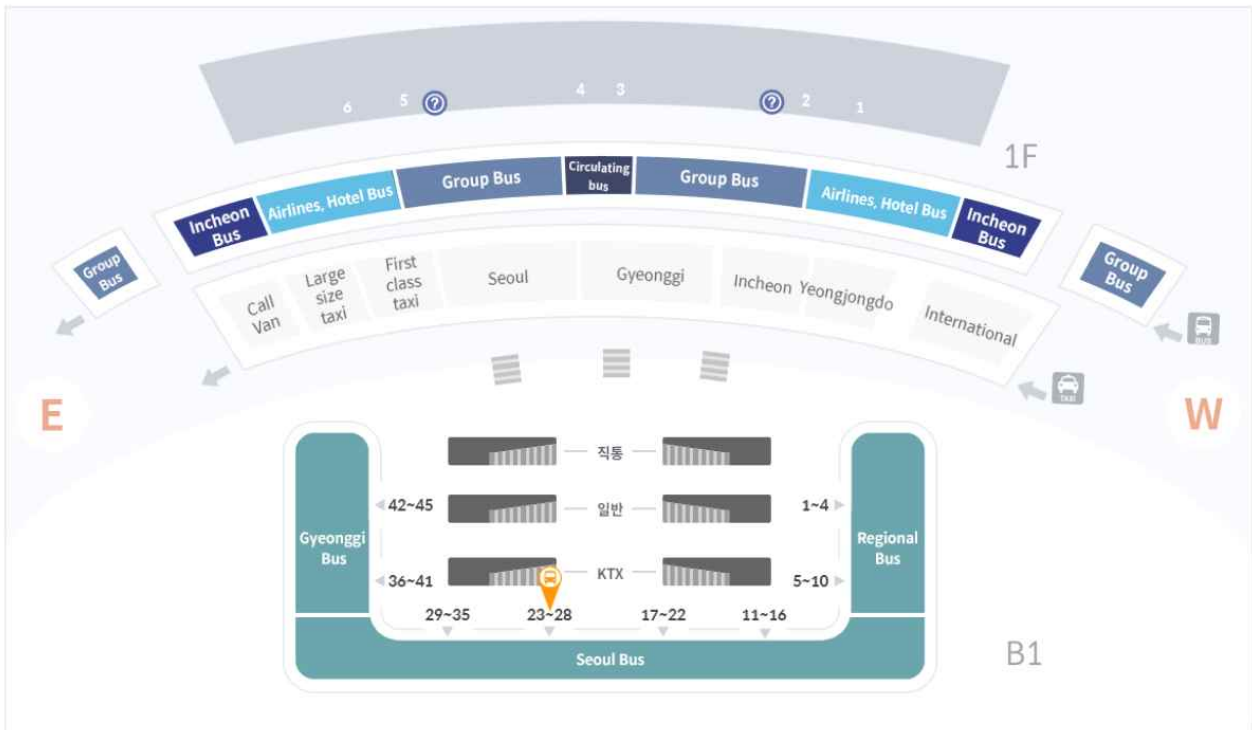 6
5
?
4
3
?
2
1
1F
Incheon
Bus
Airlines, Hotel Bus
Group Bus
Circulating
bus
Group Bus
Airlines, Hotel Bus
Incheon
Bus
Group
Bus
Group
Bus
Call
Van
Large
size
taxi
First
class
taxi
Seoul
Gyeonggi
Incheon
Yeongjongdo
International
BUS
TAXI
E
W
직통
42~45
일반
1~4
Gyeonggi
Bus
Regional
Bus
36~41
KTX
5~10
29~35
23~28
17~22
11~16
Seoul Bus
B1